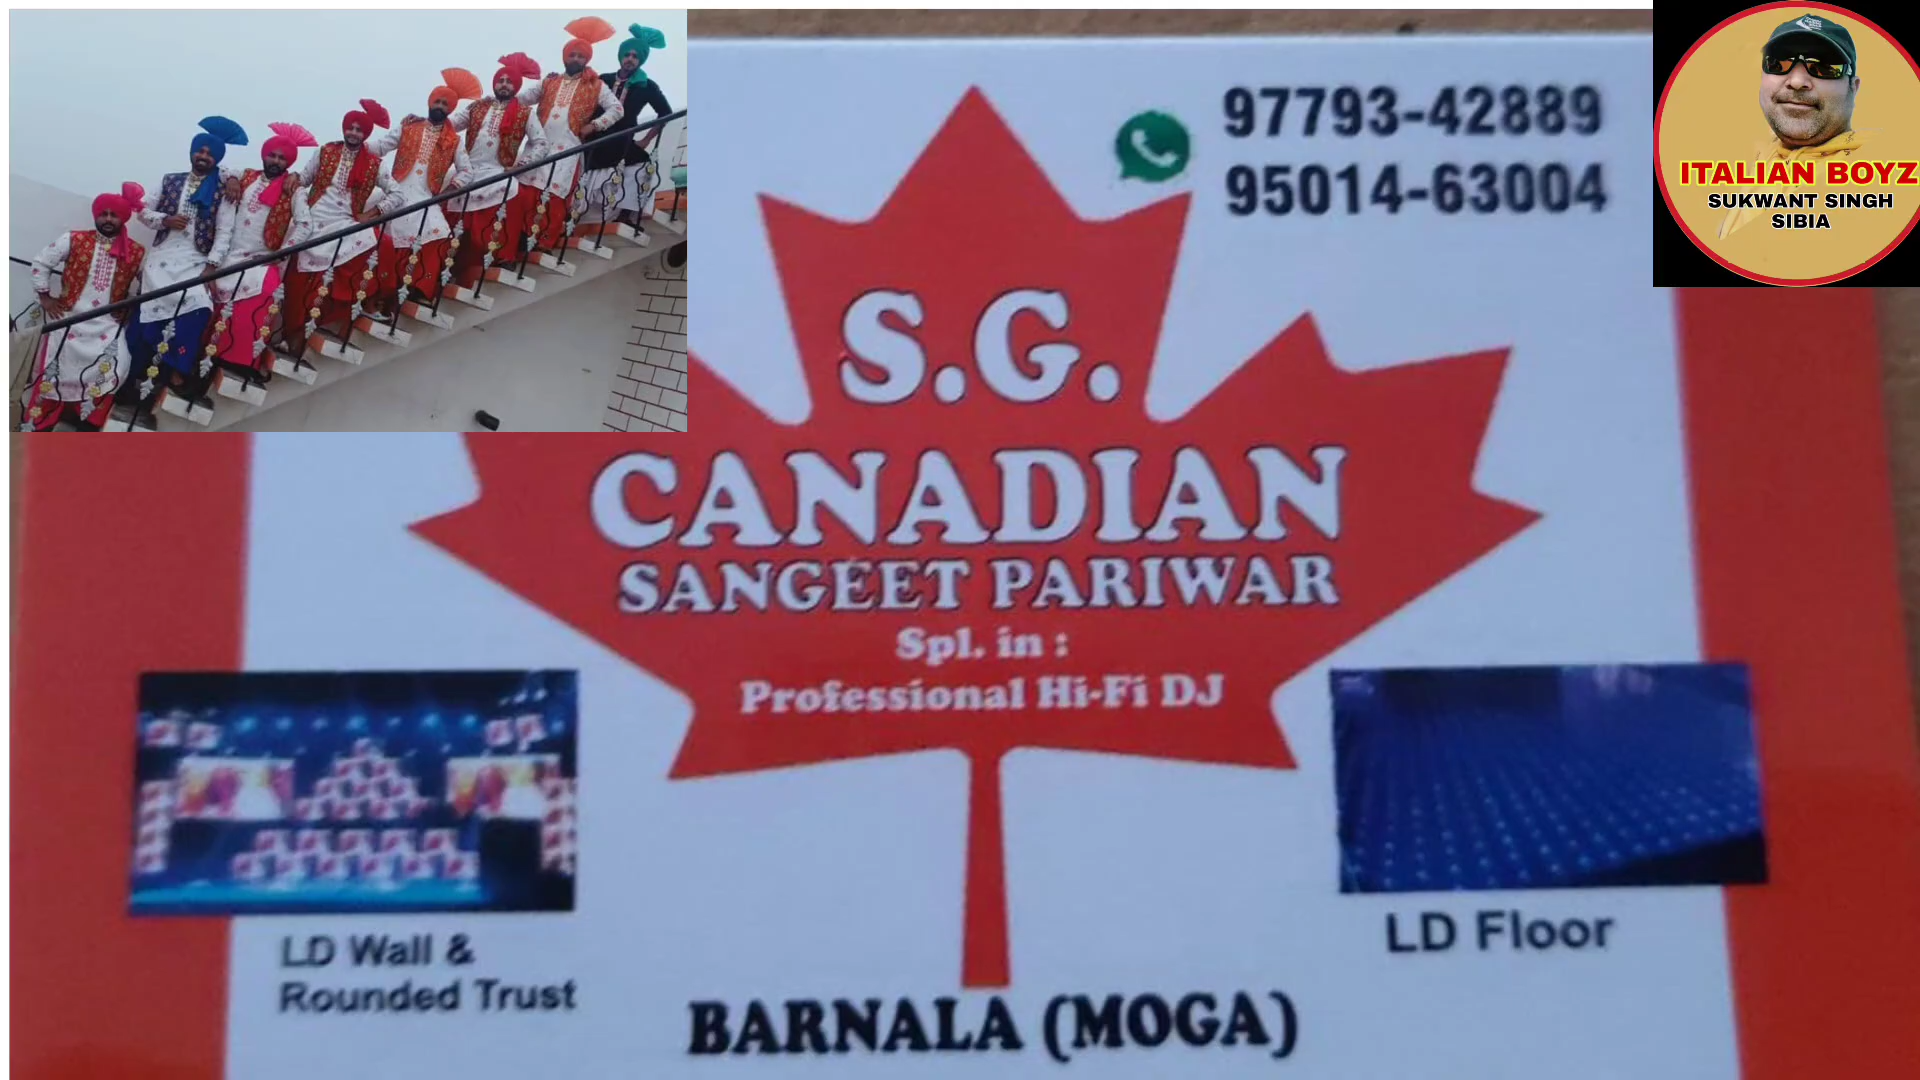 97793-42889
95014-63004
ITALIAN BOYZ
SUKWANT SINGH
SIBIA
S.G.
CANADIAN
SANGEET PARIWAR
Spl. in :
Professional Hi-Fi DJ
LD Wall &
Rounded Trust
LD Floor
BARNALA (MOGA)